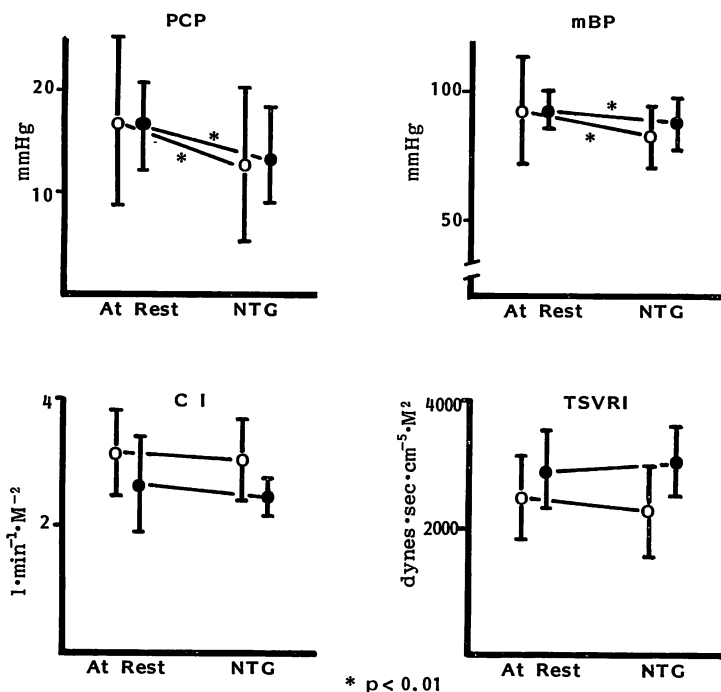 PCP
mmHg
20
10
At Rest NTG
mBP
mmHg
100
50
At Rest NTG
* *
* *
CI
l·min⁻¹·M⁻²
4
2
At Rest NTG
TSVRI
dynes·sec·cm⁻⁵·M²
4000
2000
At Rest NTG
* p< 0.01